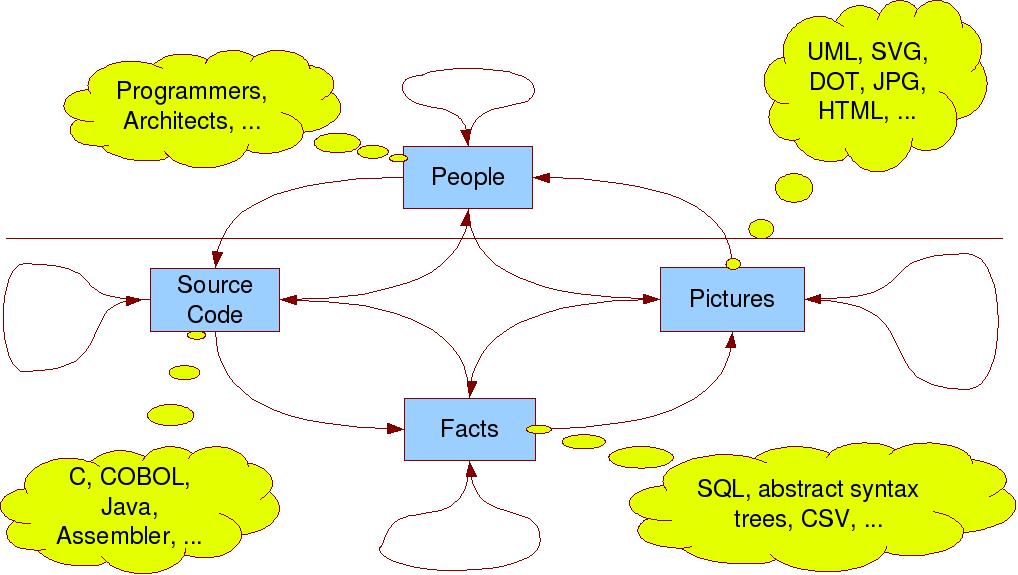 Programmers,
Architects, ...
UML, SVG,
DOT, JPG,
HTML, ...
People
Source
Code
Pictures
Facts
C, COBOL,
Java,
Assembler, ...
SQL, abstract syntax
trees, CSV, ...